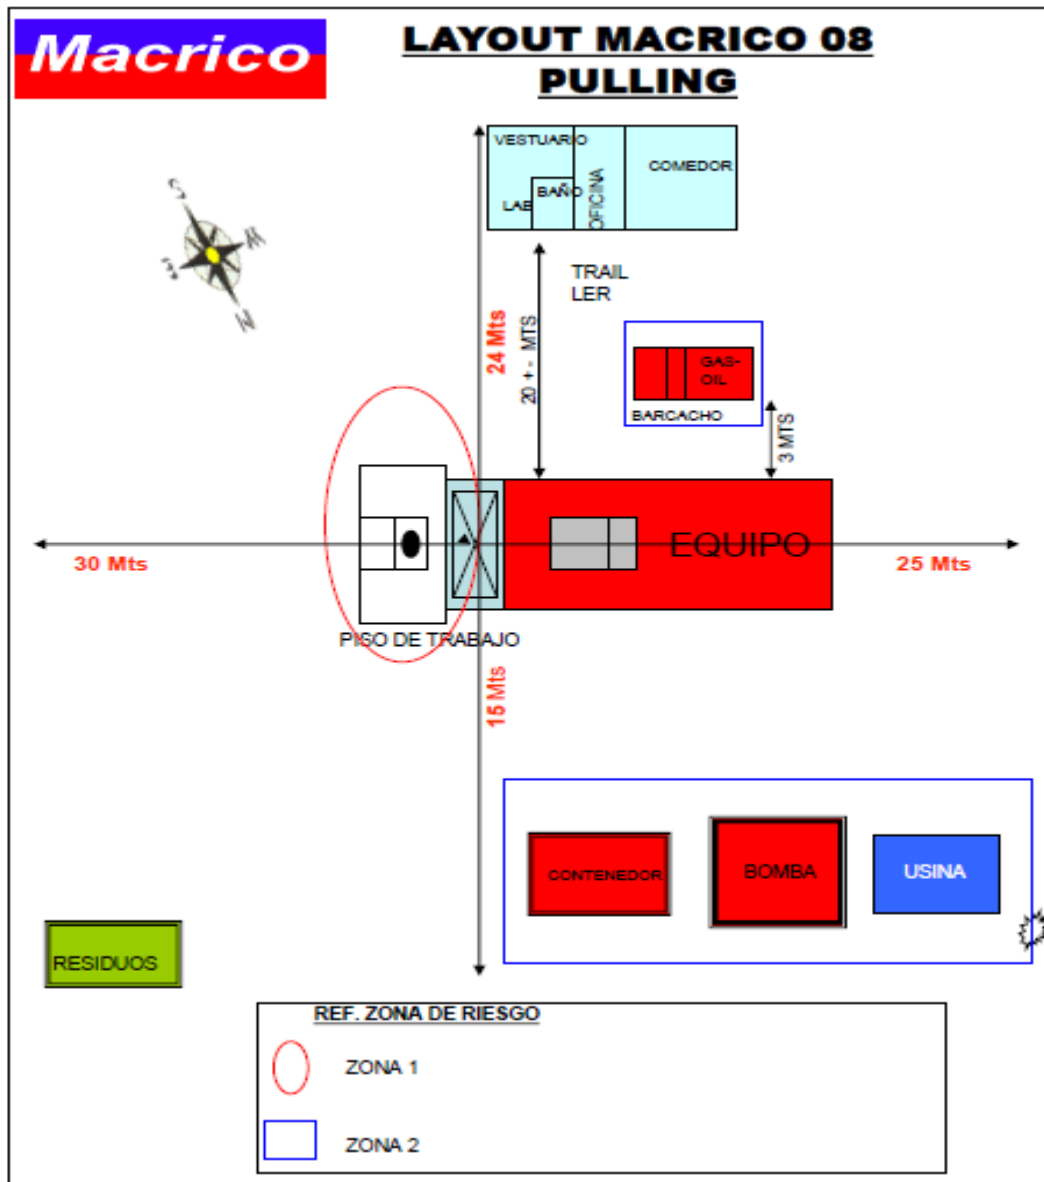 Macrico
LAYOUT MACRICO 08
PULLING
VESTUARIO
COMEDOR
BAÑO
LAB
OFICINA
S
W
E
N
TRAIL
LER
24 Mts
20 + - MTS
GAS-
OIL
BARCACHO
3 MTS
EQUIPO
30 Mts
25 Mts
PISO DE TRABAJO
15 Mts
CONTENEDOR
BOMBA
USINA
RESIDUOS
REF. ZONA DE RIESGO
ZONA 1
ZONA 2